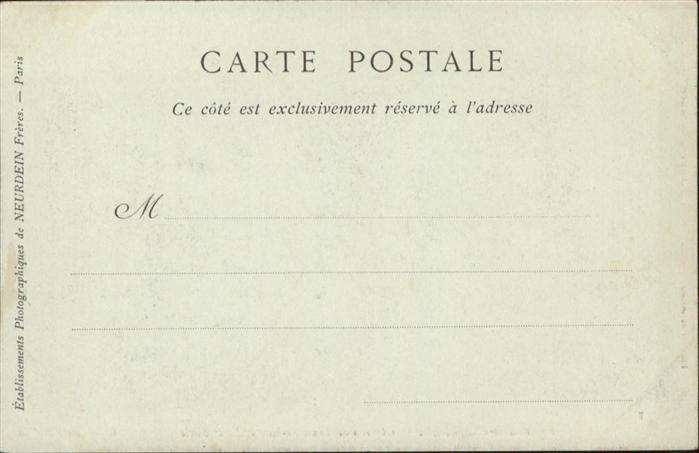 CARTE POSTALE
Ce côté est exclusivement réservé à l'adresse
M
Établissements Photographiques de NEURDEIN Frères. — Paris